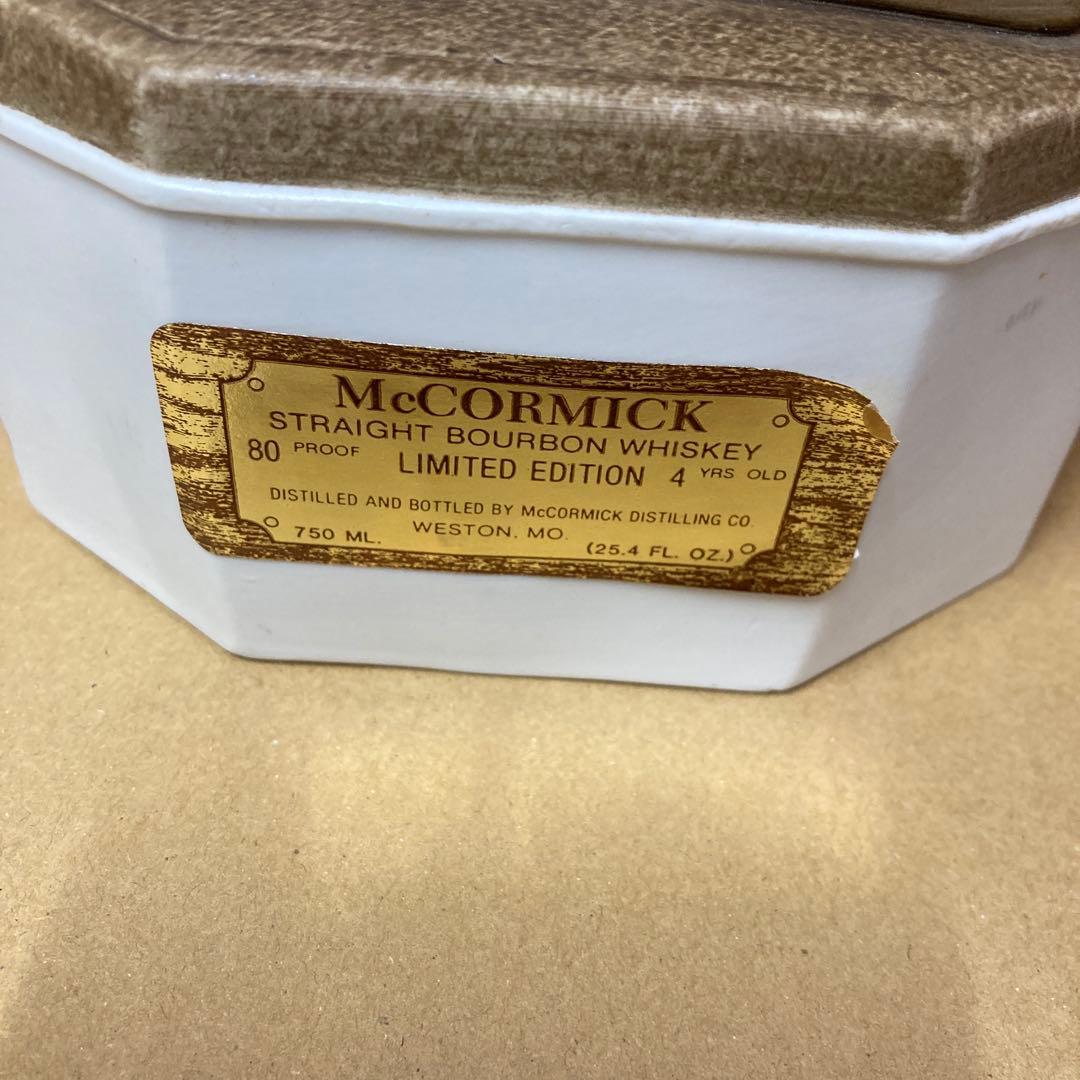 McCORMICK
STRAIGHT BOURBON WHISKEY
80 PROOF LIMITED EDITION 4 YRS OLD
DISTILLED AND BOTTLED BY McCORMICK DISTILLING CO.
750 ML. WESTON, MO. (25.4 FL. OZ.)